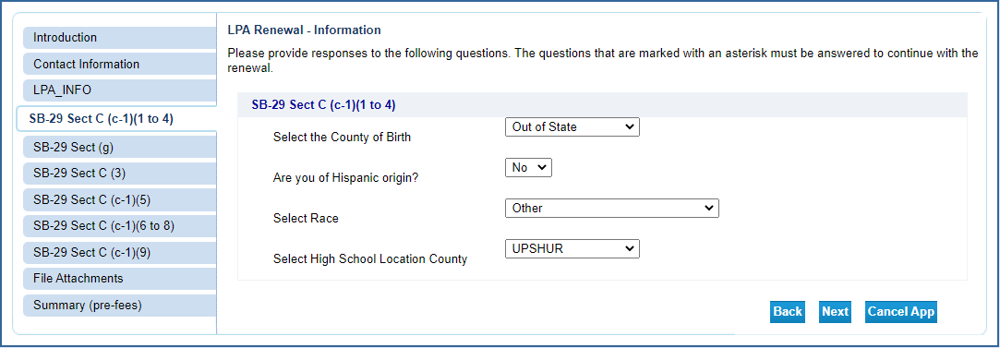 Introduction
Contact Information
LPA_INFO
SB-29 Sect C (c-1)(1 to 4)
SB-29 Sect (g)
SB-29 Sect C (3)
SB-29 Sect C (c-1)(5)
SB-29 Sect C (c-1)(6 to 8)
SB-29 Sect C (c-1)(9)
File Attachments
Summary (pre-fees)
LPA Renewal - Information
Please provide responses to the following questions. The questions that are marked with an asterisk must be answered to continue with the
renewal.
SB-29 Sect C (c-1)(1 to 4)
Select the County of Birth Out of State
Are you of Hispanic origin? No
Select Race Other
Select High School Location County UPSHUR
Back Next Cancel App